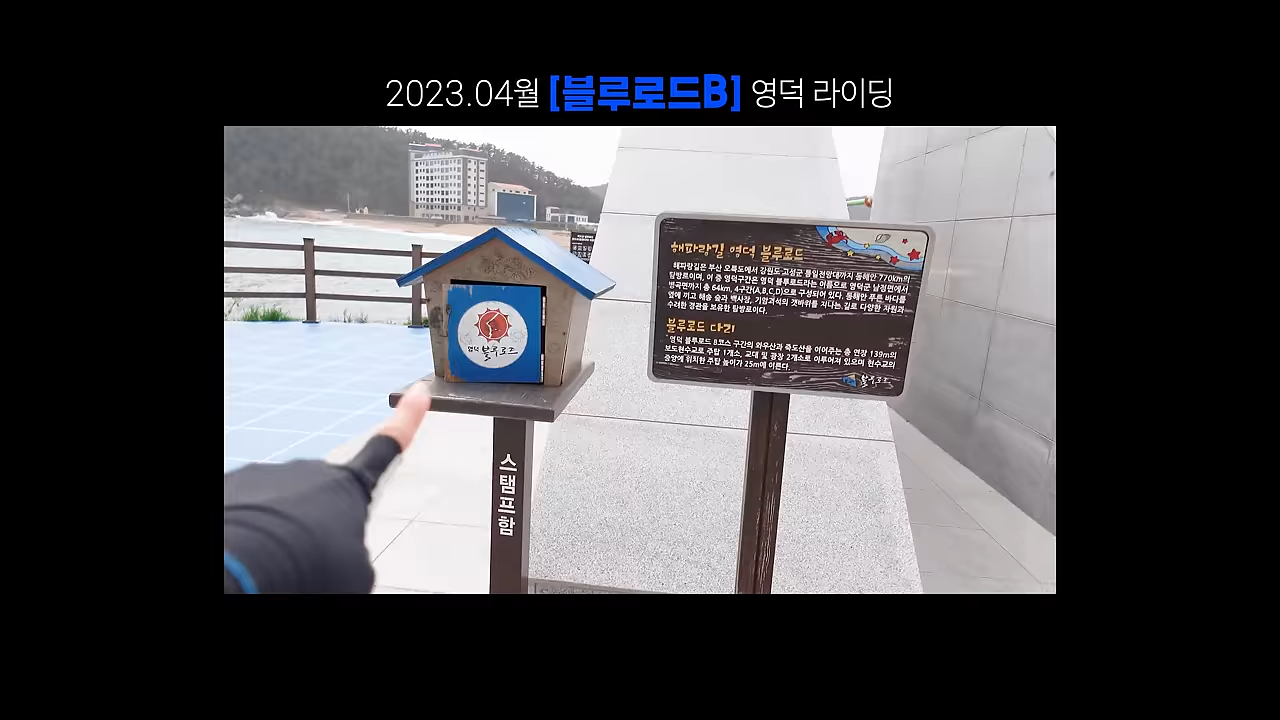 2023.04월 [블루로드B] 영덕 라이딩
영덕 블루로드
스탬프함
해파랑길 영덕 블루로드
해파랑길은 부산 오륙도에서 강원도 고성군 통일전망대까지 동해안 770km의
탐방로이며, 이 중 영덕구간은 영덕 블루로드라는 이름으로 영덕군 남정면에서
병곡면까지 총 64km, 4구간(A,B,C,D)으로 구성되어 있다. 동해안 푸른 바다를
옆에 끼고 해송 숲과 백사장, 기암괴석의 갯바위를 지나는 길로 다양한 자원과
수려한 경관을 보유한 탐방로이다.
블루로드 다리
영덕 블루로드 B코스 구간의 와우산과 죽도산을 이어주는 총 연장 139m의
보도현수교로 주탑 1개소, 교대 및 광장 2개소로 이루어져 있으며 현수교의
중앙에 위치한 주탑 높이가 25m에 이른다.
블루로드